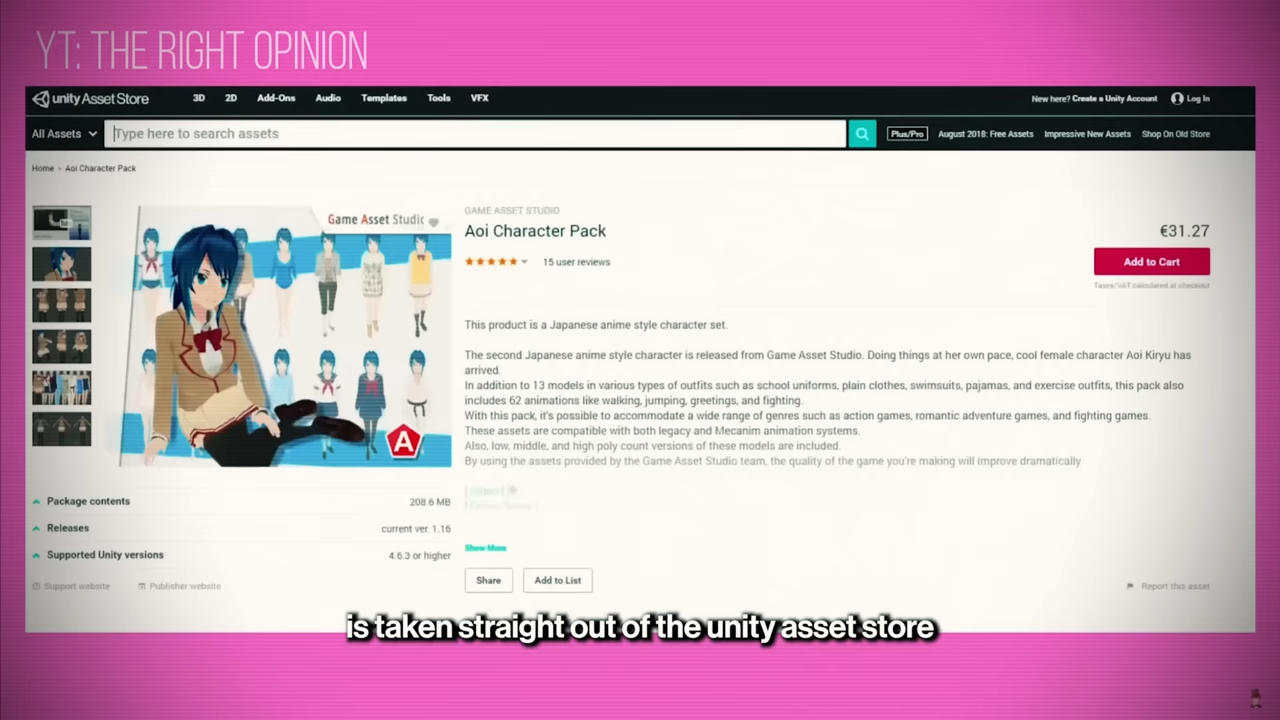 YT: THE RIGHT OPINION
unity Asset Store 3D 2D Add-Ons Audio Templates Tools VFX New here? Create a Unity Account Log In
All Assets Type here to search assets Plus/Pro August 2018: Free Assets Impressive New Assets Shop On Old Store
Home > Aoi Character Pack
Game Asset Studio
GAME ASSET STUDIO
Aoi Character Pack
€31.27
15 user reviews
Add to Cart
Taxes/VAT calculated at checkout
This product is a Japanese anime style character set.
The second Japanese anime style character is released from Game Asset Studio. Doing things at her own pace, cool female character Aoi Kiryu has
arrived.
In addition to 13 models in various types of outfits such as school uniforms, plain clothes, swimsuits, pajamas, and exercise outfits, this pack also
includes 62 animations like walking, jumping, greetings, and fighting.
With this pack, it's possible to accommodate a wide range of genres such as action games, romantic adventure games, and fighting games.
These assets are compatible with both legacy and Mecanim animation systems.
Also, low, middle, and high poly count versions of these models are included.
By using the assets provided by the Game Asset Studio team, the quality of the game you're making will improve dramatically
A
Package contents 208.6 MB
Releases current ver. 1.16
Supported Unity versions 4.6.3 or higher
Support website Publisher website
Show More
Share Add to List
Report this asset
is taken straight out of the unity asset store